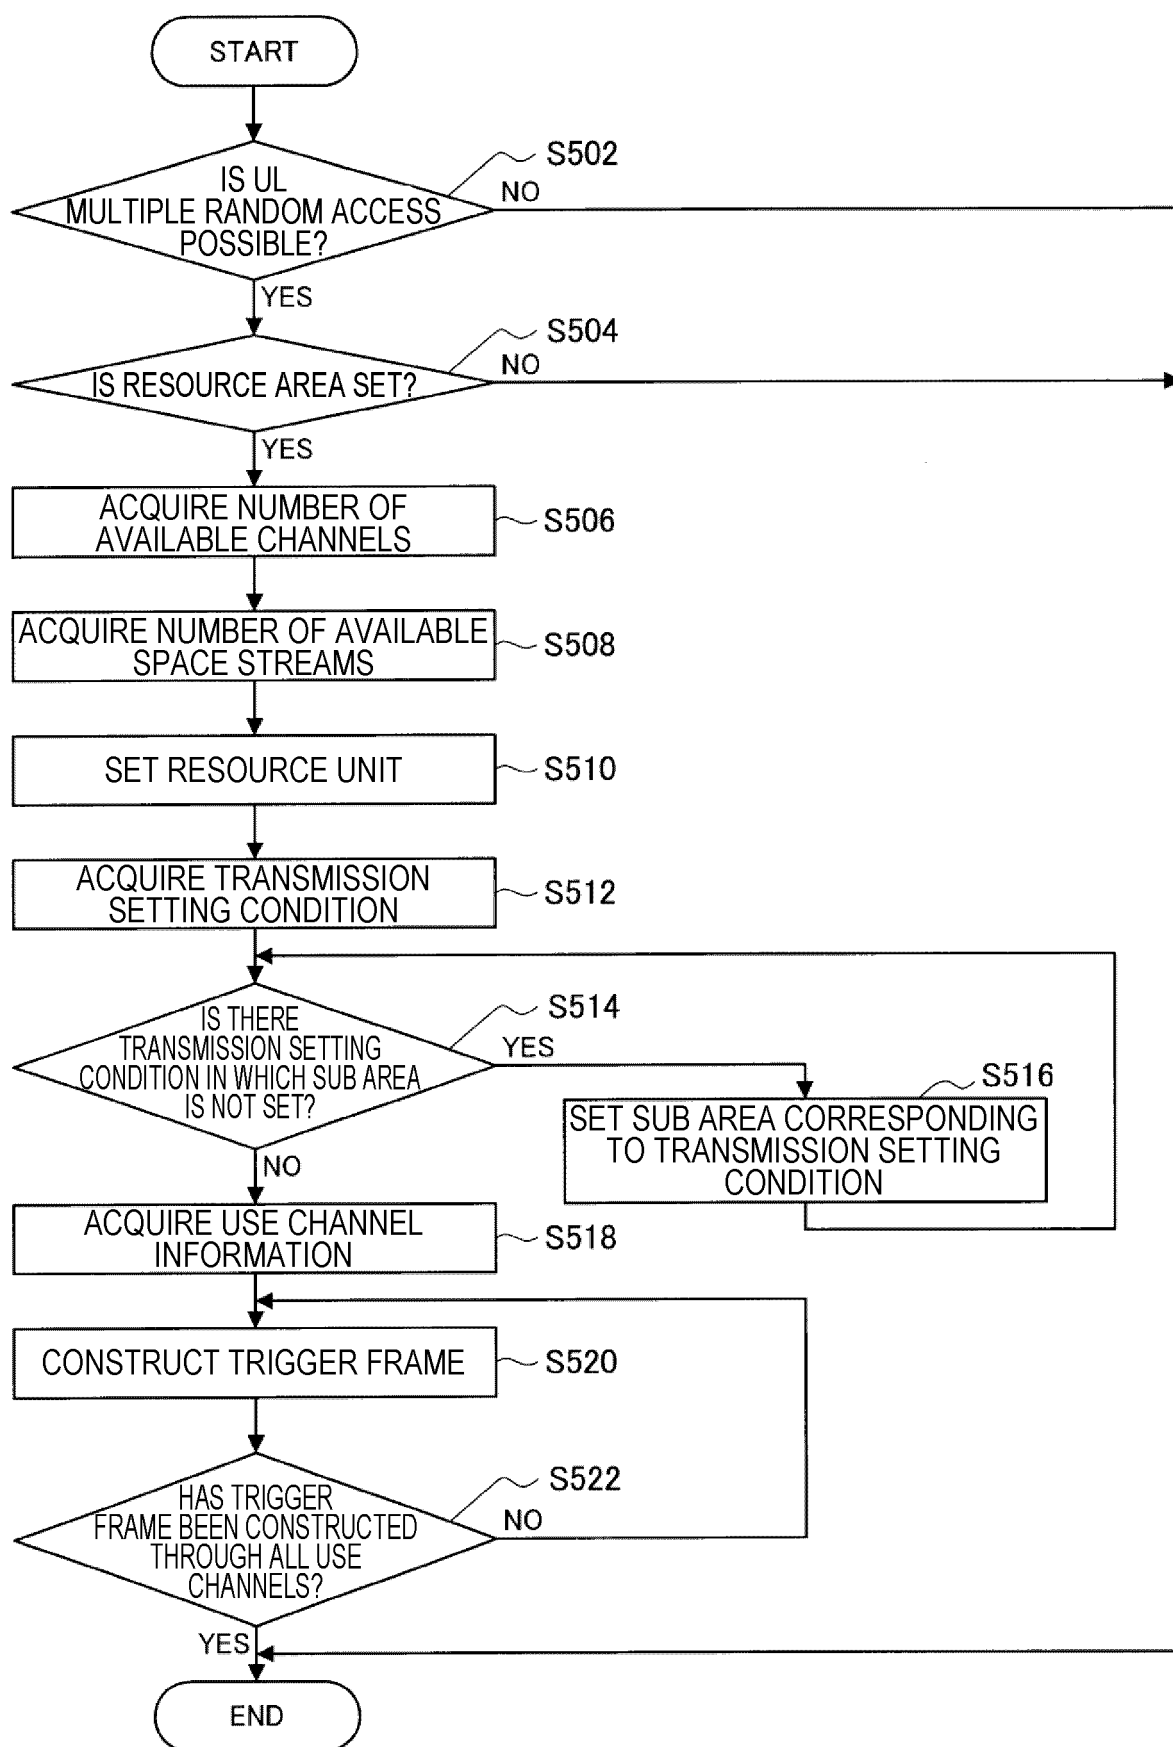 START
S502
IS UL
MULTIPLE RANDOM ACCESS
POSSIBLE?
NO
YES
S504
IS RESOURCE AREA SET?
NO
YES
ACQUIRE NUMBER OF
AVAILABLE CHANNELS
S506
ACQUIRE NUMBER OF AVAILABLE
SPACE STREAMS
S508
SET RESOURCE UNIT
S510
ACQUIRE TRANSMISSION
SETTING CONDITION
S512
S514
IS THERE
TRANSMISSION SETTING
CONDITION IN WHICH SUB AREA
IS NOT SET?
YES
S516
SET SUB AREA CORRESPONDING
TO TRANSMISSION SETTING
CONDITION
NO
ACQUIRE USE CHANNEL
INFORMATION
S518
CONSTRUCT TRIGGER FRAME
S520
S522
HAS TRIGGER
FRAME BEEN CONSTRUCTED
THROUGH ALL USE
CHANNELS?
NO
YES
END